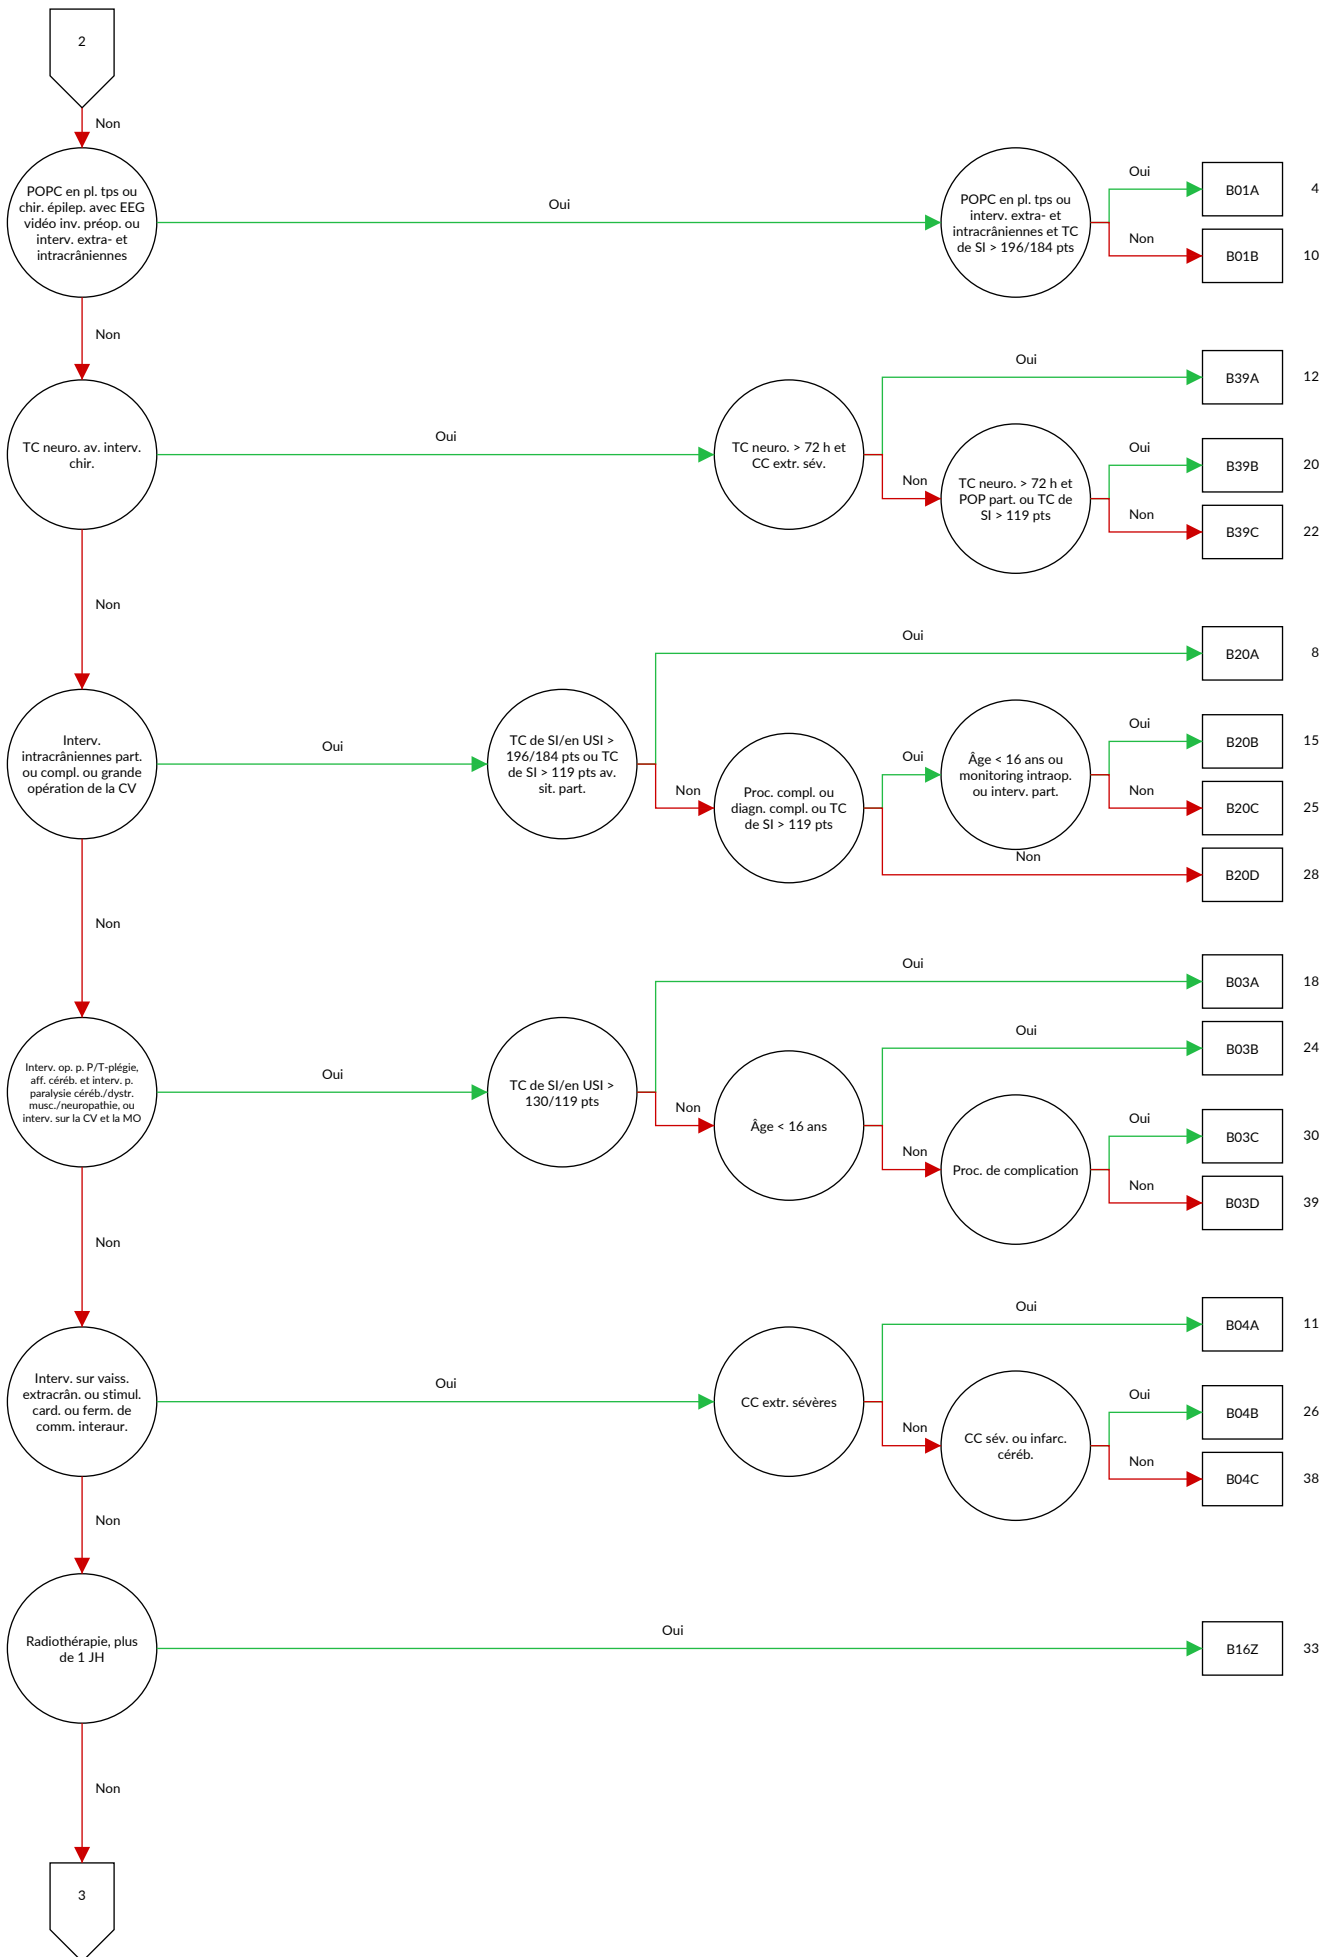 2
Non
POPC en pl. tps ou
chir. épilep. avec EEG
vidéo inv. préop. ou
interv. extra- et
intracrâniennes
Oui
POPC en pl. tps ou
interv. extra- et
intracrâniennes et TC
de SI > 196/184 pts
Oui
B01A
4
Non
B01B
10
Non
TC neuro. av. interv.
chir.
Oui
TC neuro. > 72 h et
CC extr. sév.
Oui
B39A
12
Non
TC neuro. > 72 h et
POP part. ou TC de
SI > 119 pts
Oui
B39B
20
Non
B39C
22
Non
Interv.
intracrâniennes part.
ou compl. ou grande
opération de la CV
Oui
TC de SI/en USI >
196/184 pts ou TC
de SI > 119 pts av.
sit. part.
Oui
B20A
8
Non
Proc. compl. ou
diagn. compl. ou TC
de SI > 119 pts
Oui
Âge < 16 ans ou
monitoring intraop.
ou interv. part.
Oui
B20B
15
Non
B20C
25
Non
B20D
28
Non
Interv. op. p. P/T-plégie,
aff. céréb. et interv. p.
paralysie céréb./dystr.
musc./neuropathie, ou
interv. sur la CV et la MO
Oui
TC de SI/en USI >
130/119 pts
Oui
B03A
18
Non
Âge < 16 ans
Oui
B03B
24
Non
Proc. de complication
Oui
B03C
30
Non
B03D
39
Non
Interv. sur vaiss.
extracrân. ou stimul.
card. ou ferm. de
comm. interaur.
Oui
CC extr. sévères
Oui
B04A
11
Non
CC sév. ou infarc.
céréb.
Oui
B04B
26
Non
B04C
38
Non
Radiothérapie, plus
de 1 JH
Oui
B16Z
33
Non
3